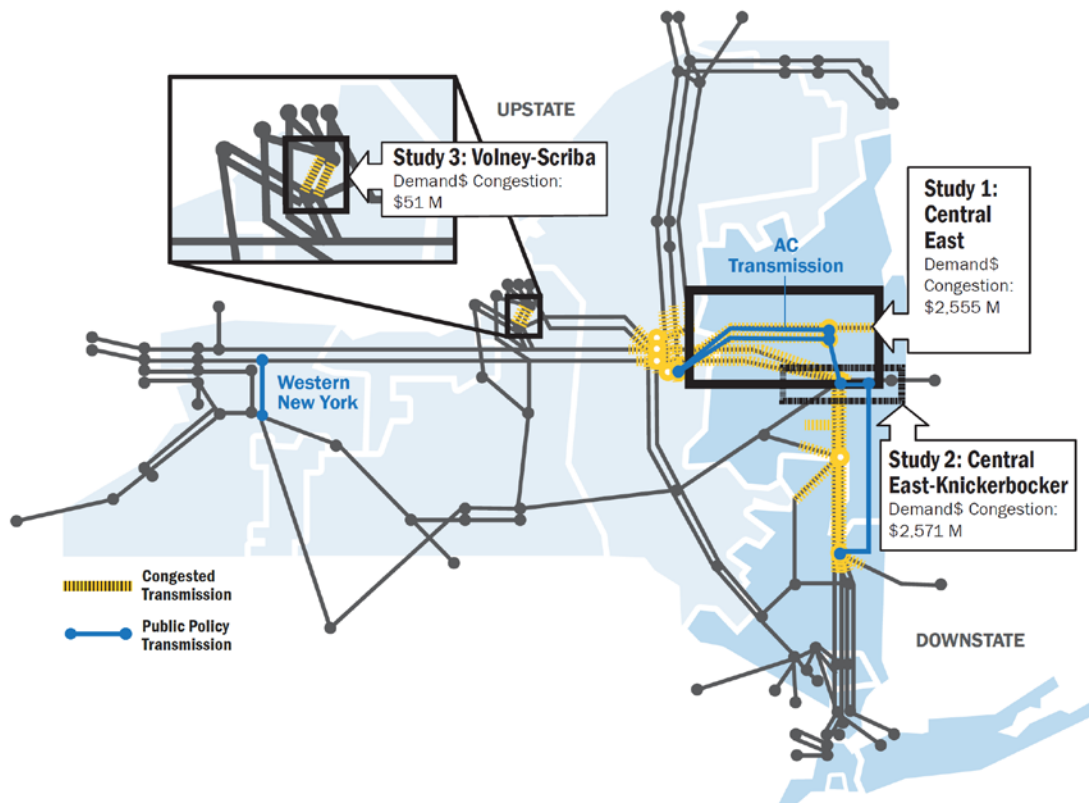 UPSTATE
Study 3: Volney-Scriba
Demand$ Congestion:
$51 M
Study 1:
Central
East
Demand$
Congestion:
$2,555 M
AC
Transmission
Western
New York
Study 2: Central
East-Knickerbocker
Demand$ Congestion:
$2,571 M
Congested
Transmission
Public Policy
Transmission
DOWNSTATE